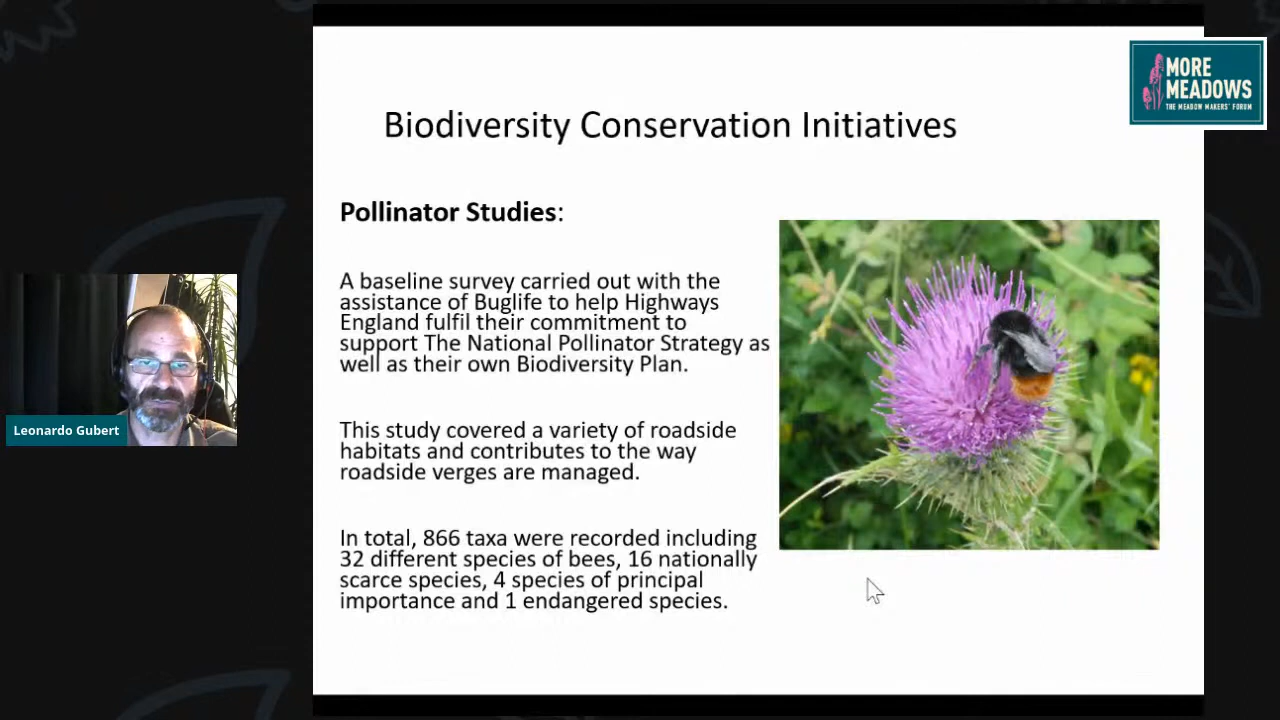 MORE
MEADOWS
THE MEADOW MAKERS' FORUM
Biodiversity Conservation Initiatives
Pollinator Studies:
A baseline survey carried out with the
assistance of Buglife to help Highways
England fulfil their commitment to
support The National Pollinator Strategy as
well as their own Biodiversity Plan.
This study covered a variety of roadside
habitats and contributes to the way
roadside verges are managed.
In total, 866 taxa were recorded including
32 different species of bees, 16 nationally
scarce species, 4 species of principal
importance and 1 endangered species.
Leonardo Gubert